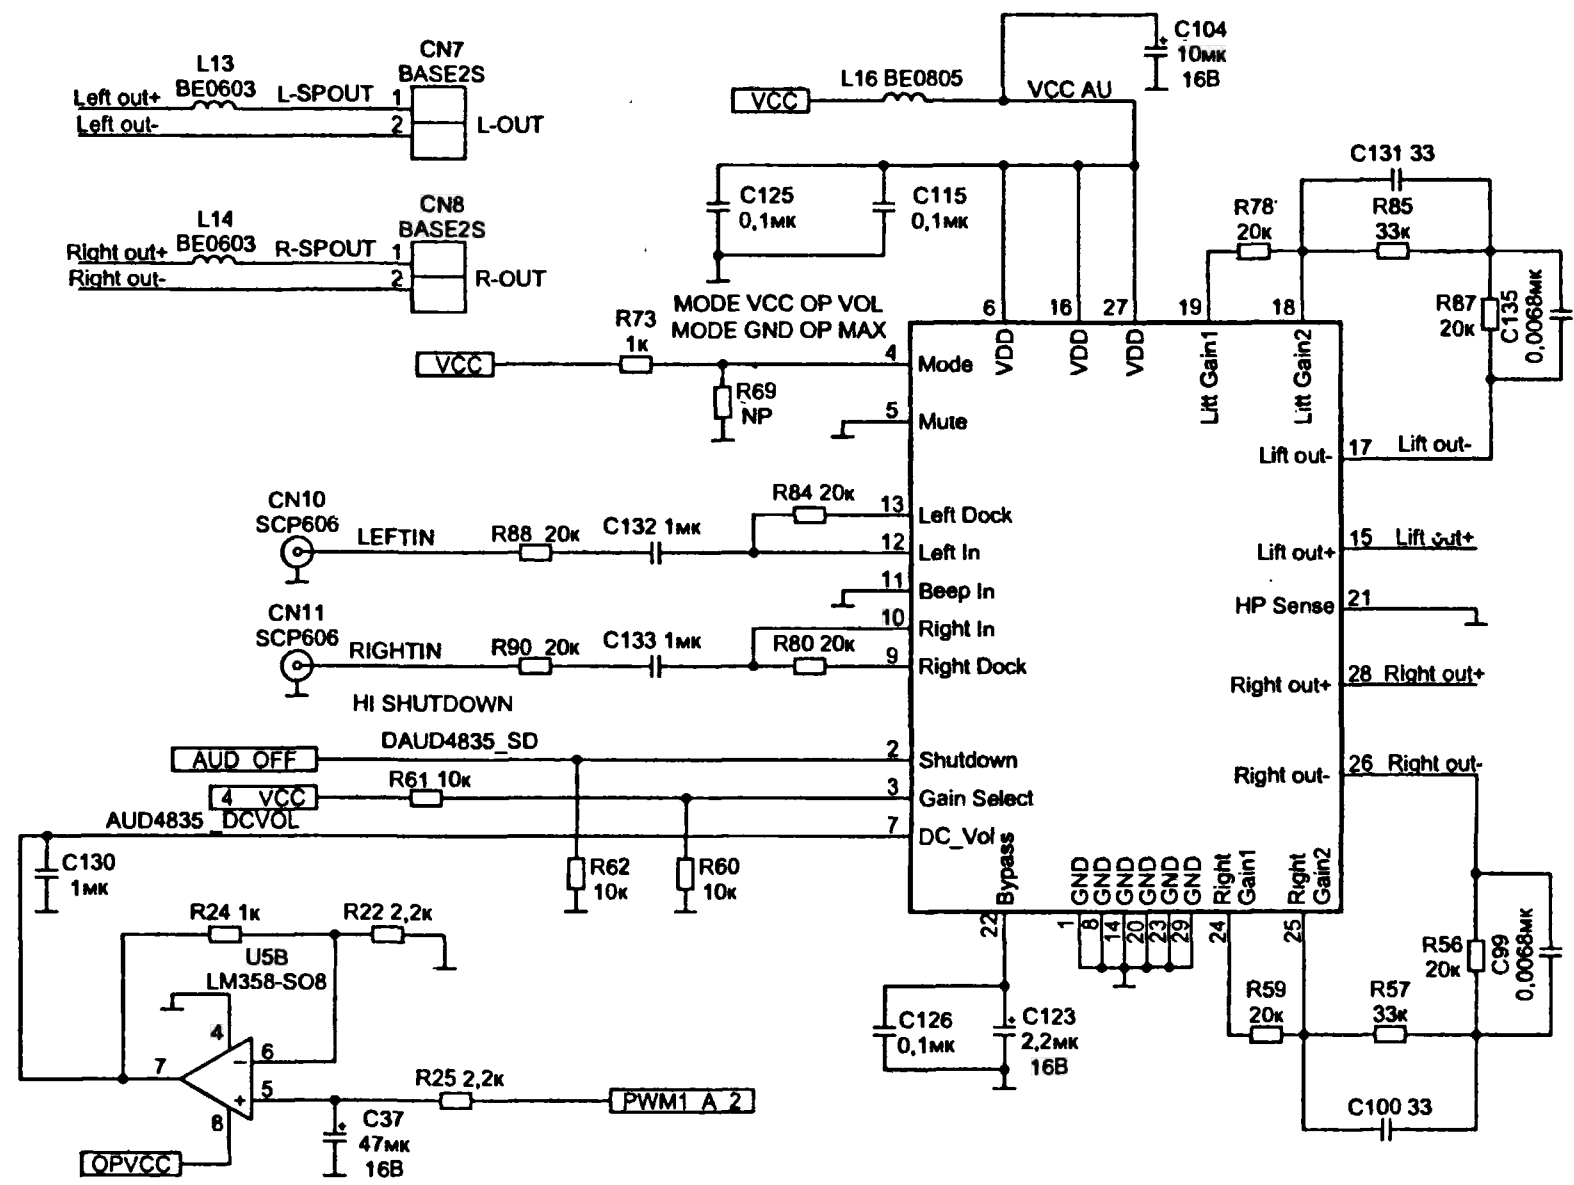 CN7
BASE2S
L13
BE0603
L-SPOUT
Left out+
Left out-
1
2
L-OUT
CN8
BASE2S
L14
BE0603
R-SPOUT
Right out+
Right out-
1
2
R-OUT
C104
10мк
16В
L16 BE0805
VCC
VCC AU
C125
0,1мк
C115
0,1мк
C131 33
R78
20к
R85
33к
R87
20к
C135
0,0068мк
MODE VCC OP VOL
MODE GND OP MAX
6
16
27
19
18
VDD
VDD
VDD
Litt Gain1
Litt Gain2
R73
1к
VCC
4
Mode
R69
NP
5
Mute
Lift out-
17
Lift out-
R84 20к
13
Left Dock
CN10
SCP606
LEFTIN
R88 20к
C132 1мк
12
Left In
Lift out+
15
Lift out+
11
Beep In
HP Sense
21
CN11
SCP606
RIGHTIN
R90 20к
C133 1мк
R80 20к
10
Right In
9
Right Dock
Right out+
28
Right out+
HI SHUTDOWN
DAUD4835_SD
AUD OFF
2
Shutdown
R61 10к
4 VCC
3
Gain Select
Right out-
26
Right out-
AUD4835_DCVOL
7
DC_Vol
C130
1мк
R62
10к
R60
10к
Bypass
GND
GND
GND
GND
GND
GND
Right
Gain1
Right
Gain2
22
1
8
14
20
23
29
24
25
R24 1к
R22 2,2к
U5B
LM358-SO8
4
7
6
5
8
−
+
R25 2,2к
PWM1 A 2
C37
47мк
16В
OPVCC
C126
0,1мк
C123
2,2мк
16В
R59
20к
R57
33к
R56
20к
C99
0,0068мк
C100 33